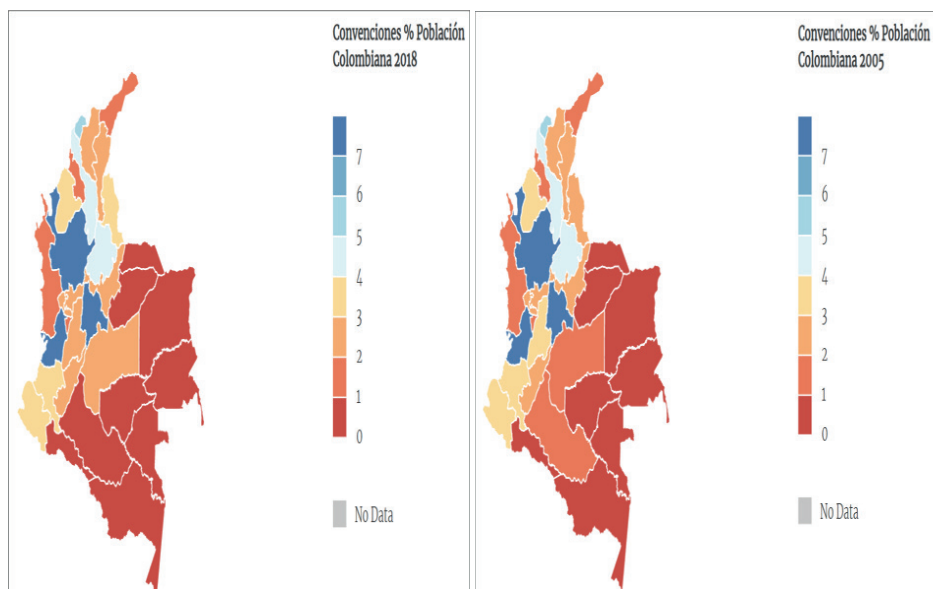 Convenciones % Población
Colombiana 2018
7
6
5
4
3
2
1
0
No Data
Convenciones % Población
Colombiana 2005
7
6
5
4
3
2
1
0
No Data